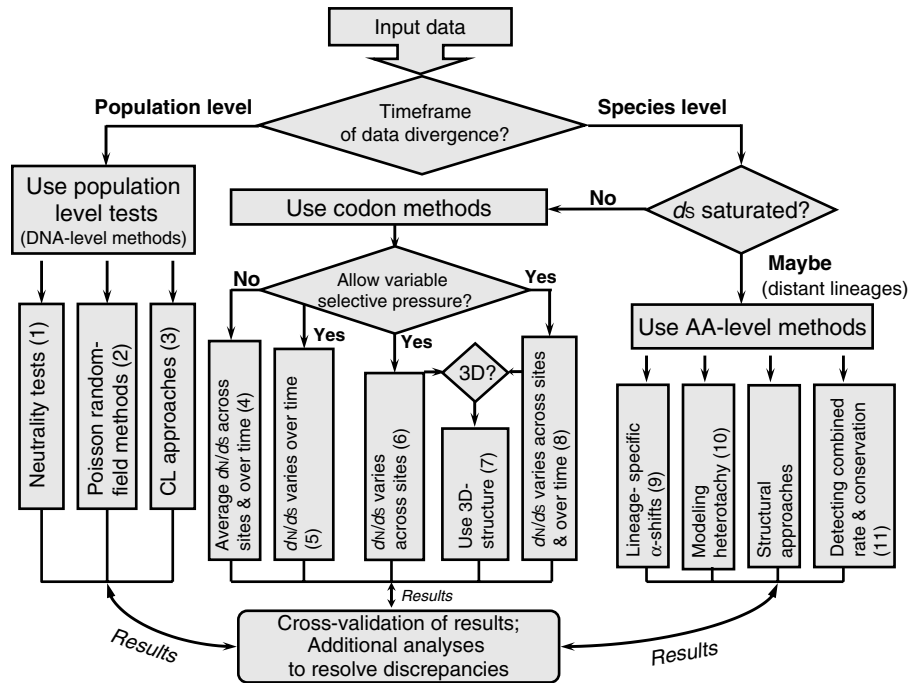 Input data
Timeframe
of data divergence?
Population level
Species level
Use population
level tests
(DNA-level methods)
Neutrality tests (1)
Poisson random-
field methods (2)
CL approaches (3)
dS saturated?
No
Use codon methods
Allow variable
selective pressure?
No
Yes
Yes
Yes
3D?
Average dN/dS across
sites & over time (4)
dN/dS varies over time
(5)
dN/dS varies
across sites (6)
Use 3D-
structure (7)
dN/dS varies across sites
& over time (8)
Maybe
(distant lineages)
Use AA-level methods
Lineage- specific
α-shifts (9)
Modeling
heterotachy (10)
Structural
approaches
Detecting combined
rate & conservation
(11)
Results
Results
Results
Cross-validation of results;
Additional analyses
to resolve discrepancies